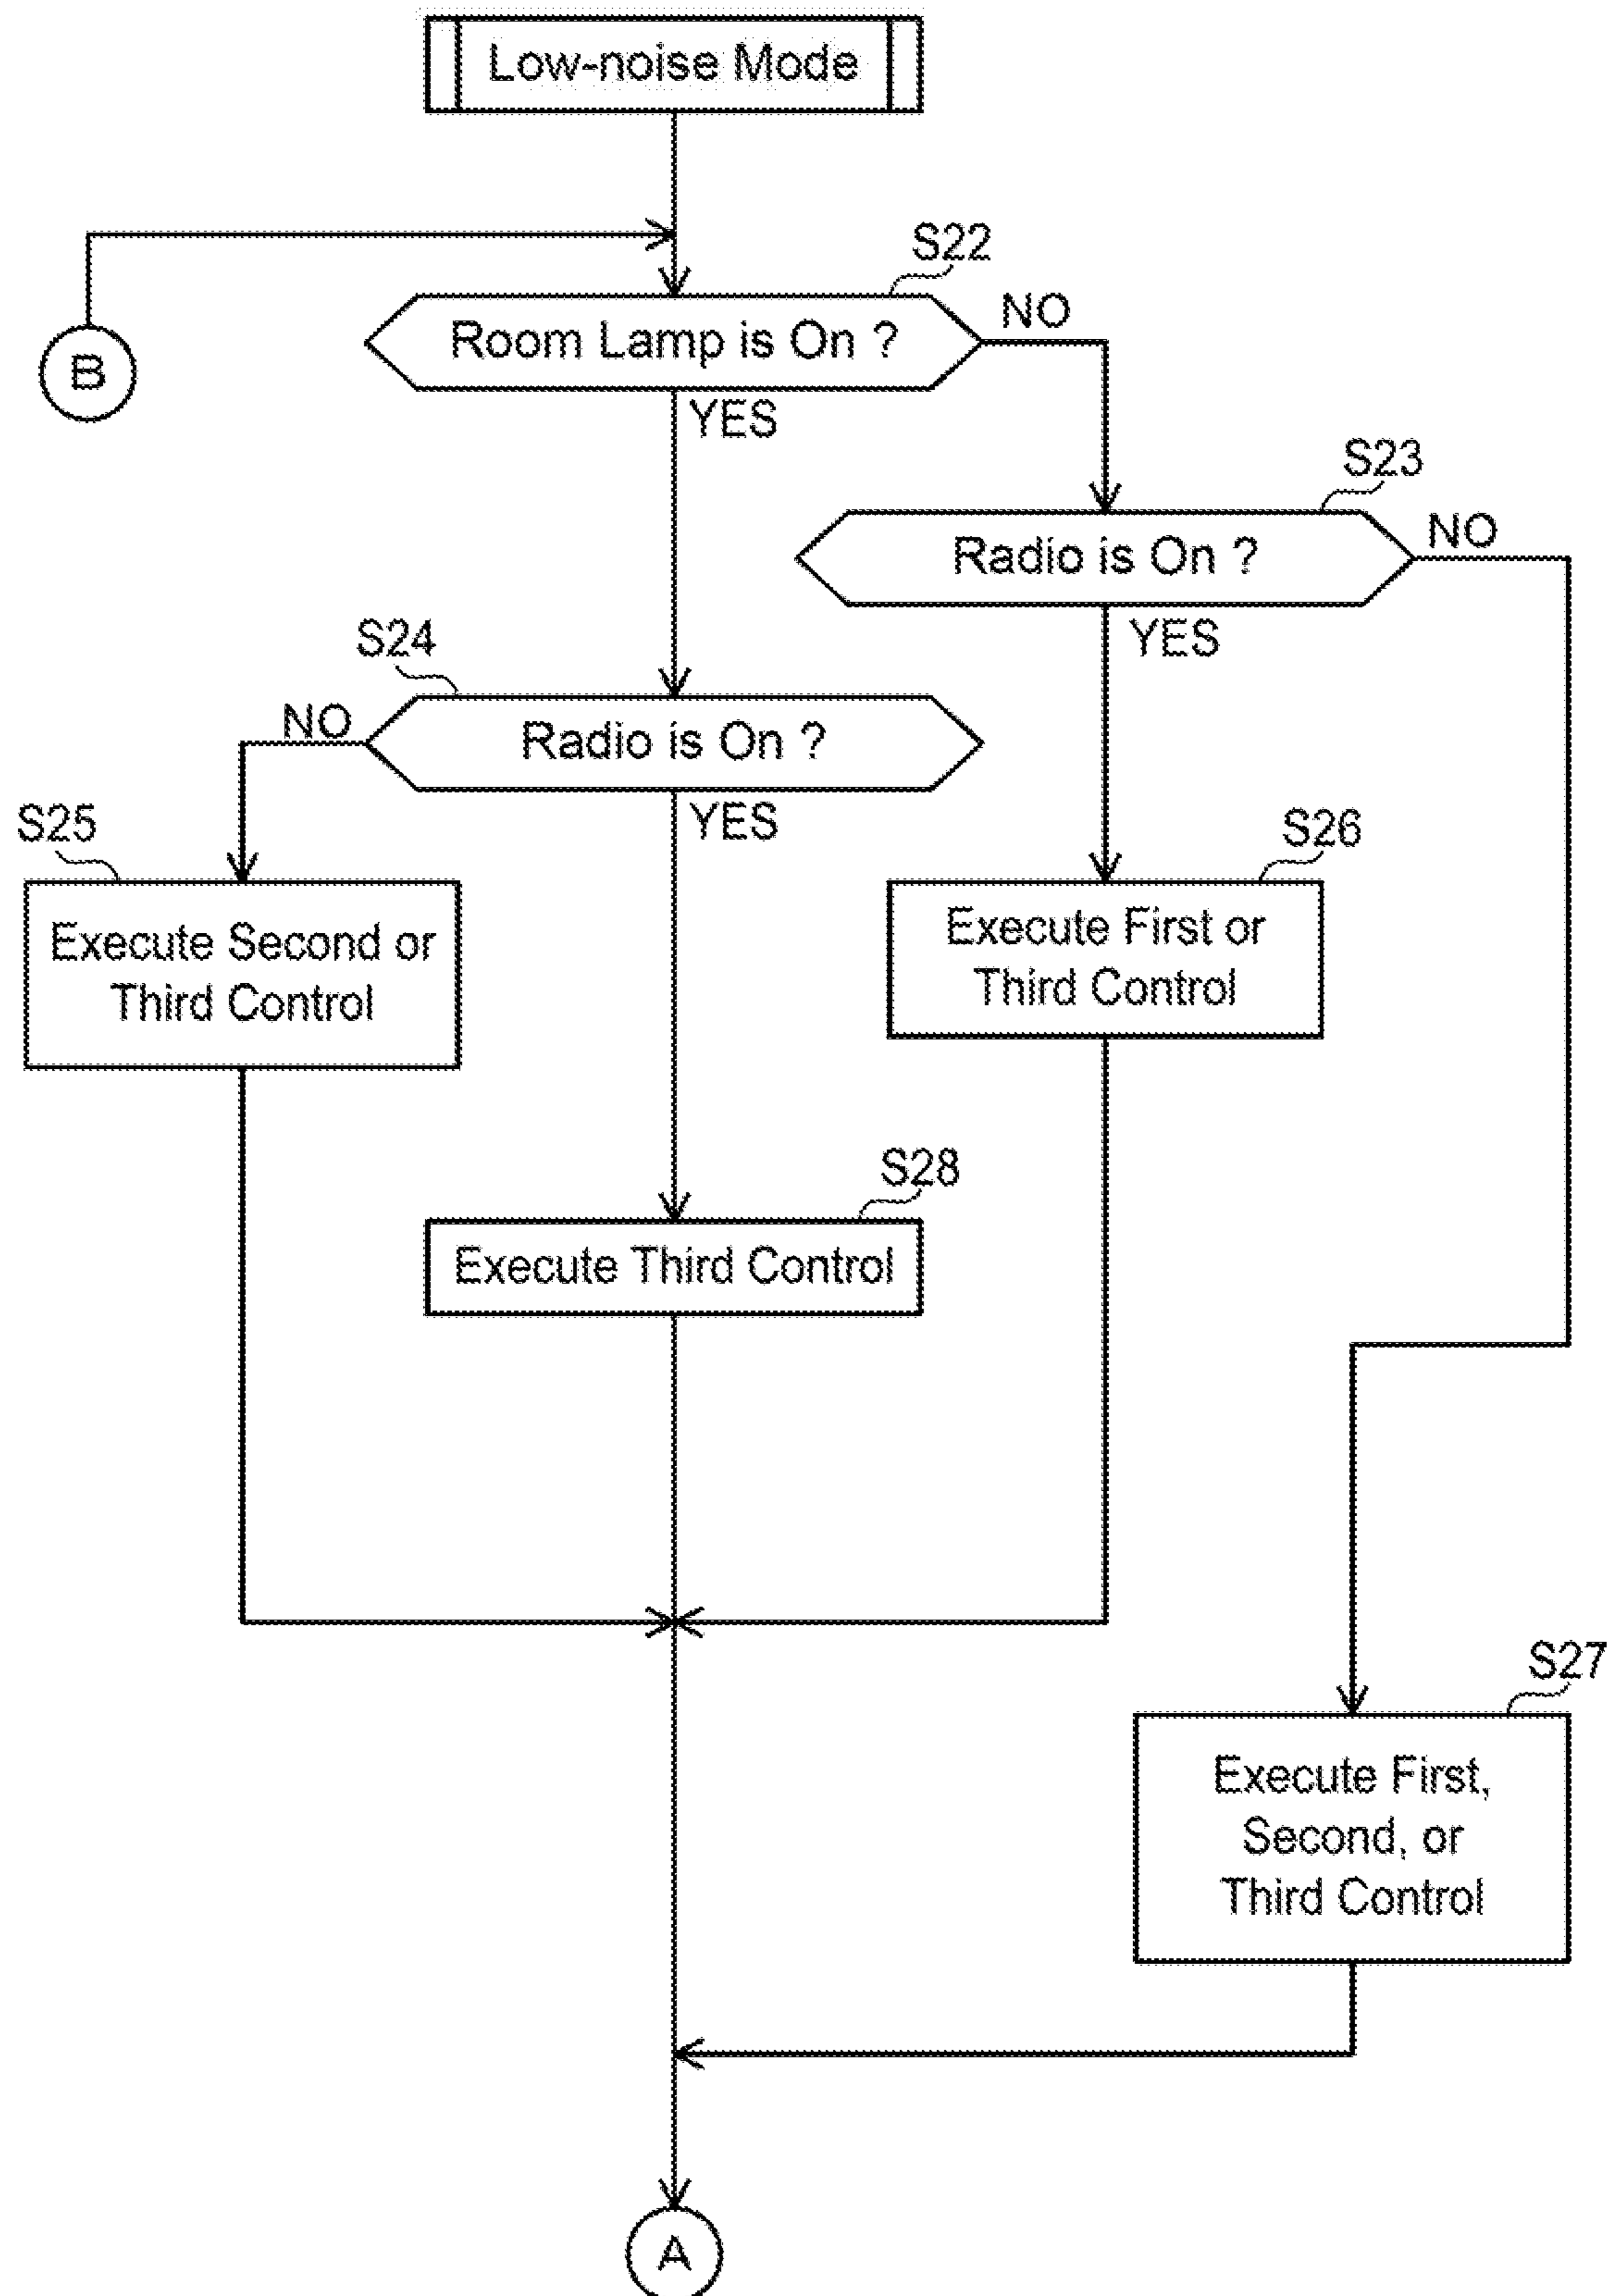 Low-noise Mode
S22
Room Lamp is On ?
NO
B
YES
S23
Radio is On ?
NO
YES
S24
NO
Radio is On ?
YES
S25
Execute Second or
Third Control
S26
Execute First or
Third Control
S28
Execute Third Control
S27
Execute First,
Second, or
Third Control
A